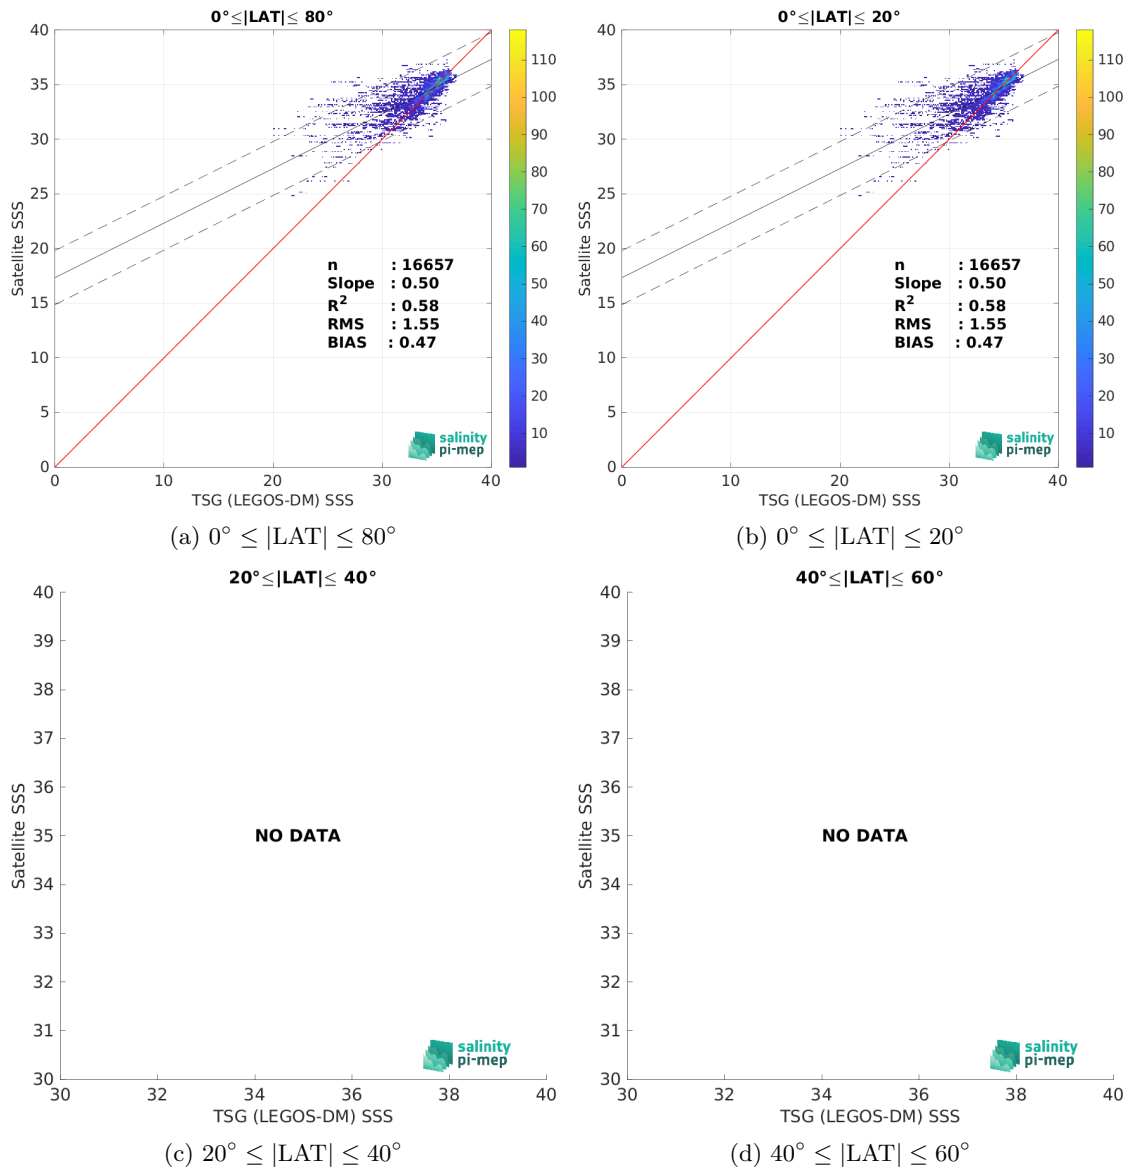 0°≤|LAT|≤ 80°
40
35
30
25
20
15
10
5
0
Satellite SSS
n : 16657
Slope : 0.50
R² : 0.58
RMS : 1.55
BIAS : 0.47
salinity
pi-mep
0 10 20 30 40
TSG (LEGOS-DM) SSS
110
100
90
80
70
60
50
40
30
20
10
(a) 0° ≤ |LAT| ≤ 80°
0°≤|LAT|≤ 20°
40
35
30
25
20
15
10
5
0
Satellite SSS
n : 16657
Slope : 0.50
R² : 0.58
RMS : 1.55
BIAS : 0.47
salinity
pi-mep
0 10 20 30 40
TSG (LEGOS-DM) SSS
110
100
90
80
70
60
50
40
30
20
10
(b) 0° ≤ |LAT| ≤ 20°
20°≤|LAT|≤ 40°
40
39
38
37
36
35
34
33
32
31
30
Satellite SSS
NO DATA
salinity
pi-mep
30 32 34 36 38 40
TSG (LEGOS-DM) SSS
(c) 20° ≤ |LAT| ≤ 40°
40°≤|LAT|≤ 60°
40
39
38
37
36
35
34
33
32
31
30
Satellite SSS
NO DATA
salinity
pi-mep
30 32 34 36 38 40
TSG (LEGOS-DM) SSS
(d) 40° ≤ |LAT| ≤ 60°